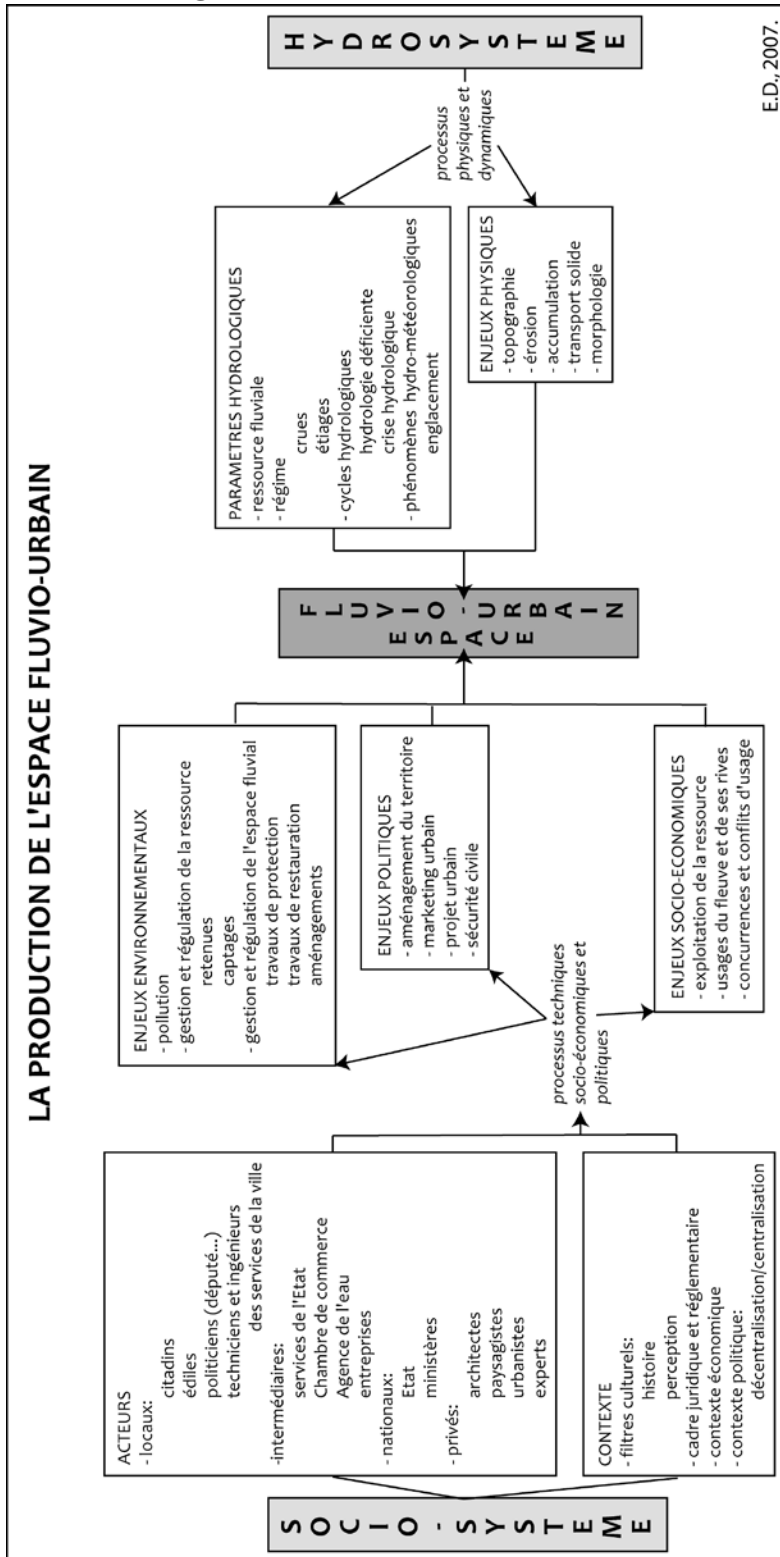 LA PRODUCTION DE L'ESPACE FLUVIO-URBAIN
SOCIO-SYSTEME
ACTEURS
- locaux:
citadins
édiles
politiciens (député...)
techniciens et ingénieurs
des services de la ville
-intermédiaires:
services de l'Etat
Chambre de commerce
Agence de l'eau
entreprises
- nationaux:
Etat
ministères
- privés:
architectes
paysagistes
urbanistes
experts
CONTEXTE
- filtres culturels:
histoire
perception
- cadre juridique et réglementaire
- contexte économique
- contexte politique:
décentralisation/centralisation
processus techniques
socio-économiques et
politiques
ENJEUX ENVIRONNEMENTAUX
- pollution
- gestion et régulation de la ressource
retenues
captages
- gestion et régulation de l'espace fluvial
travaux de protection
travaux de restauration
aménagements
ENJEUX POLITIQUES
- aménagement du territoire
- marketing urbain
- projet urbain
- sécurité civile
ENJEUX SOCIO-ECONOMIQUES
- exploitation de la ressource
- usages du fleuve et de ses rives
- concurrences et conflits d'usage
ESPACE
FLUVIO-URBAIN
PARAMETRES HYDROLOGIQUES
- ressource fluviale
- régime
crues
étiages
- cycles hydrologiques
hydrologie déficiente
crise hydrologique
- phénomènes hydro-météorologiques
englacement
ENJEUX PHYSIQUES
- topographie
- érosion
- accumulation
- transport solide
- morphologie
processus
physiques et
dynamiques
HYDROSYSTEME
E.D., 2007.